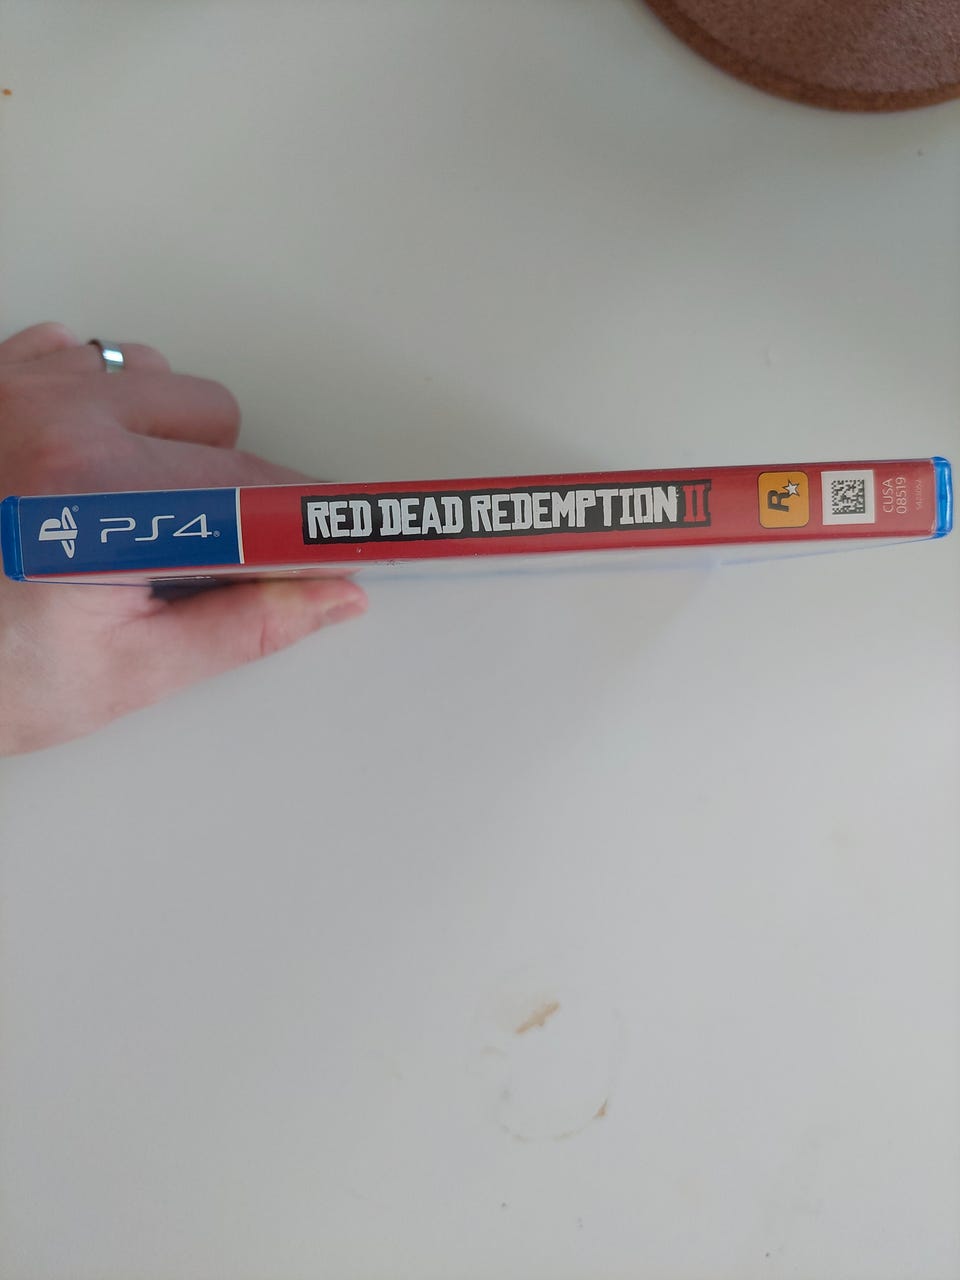 PS4
RED DEAD REDEMPTION II
R
CUSA
08519